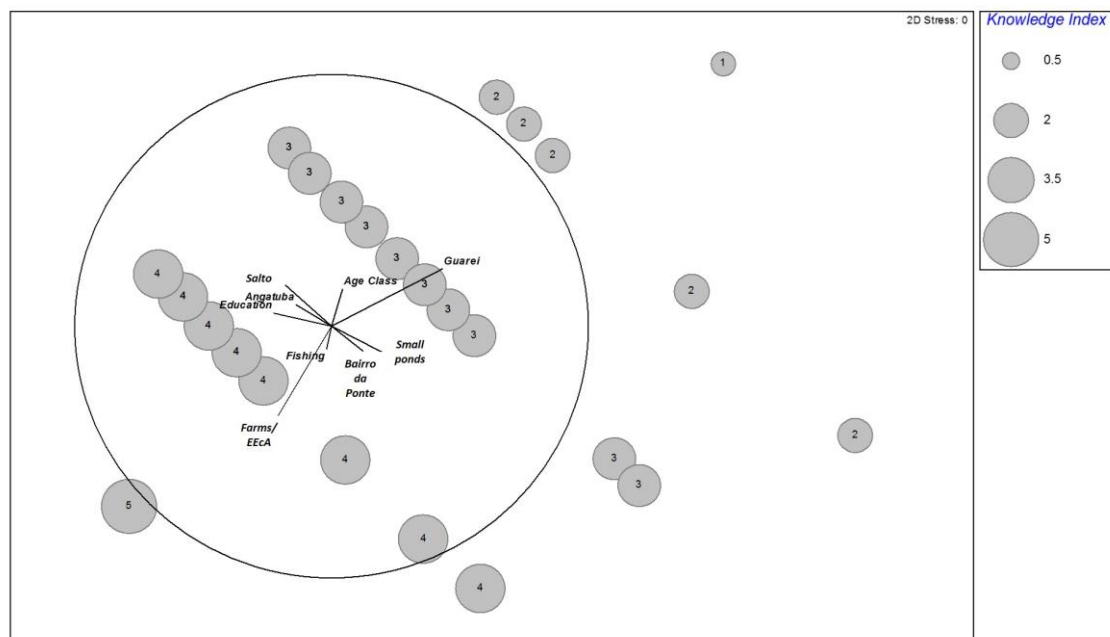 2D Stress: 0
Knowledge Index
0.5
2
3.5
5
1
2
2
2
3
3
3
3
3
3
3
3
2
4
4
4
4
4
Salto
Angatuba
Education
Age Class
Guarei
Fishing
Small
ponds
Bairro
da
Ponte
Farms/
EEcA
2
3
3
4
5
4
4